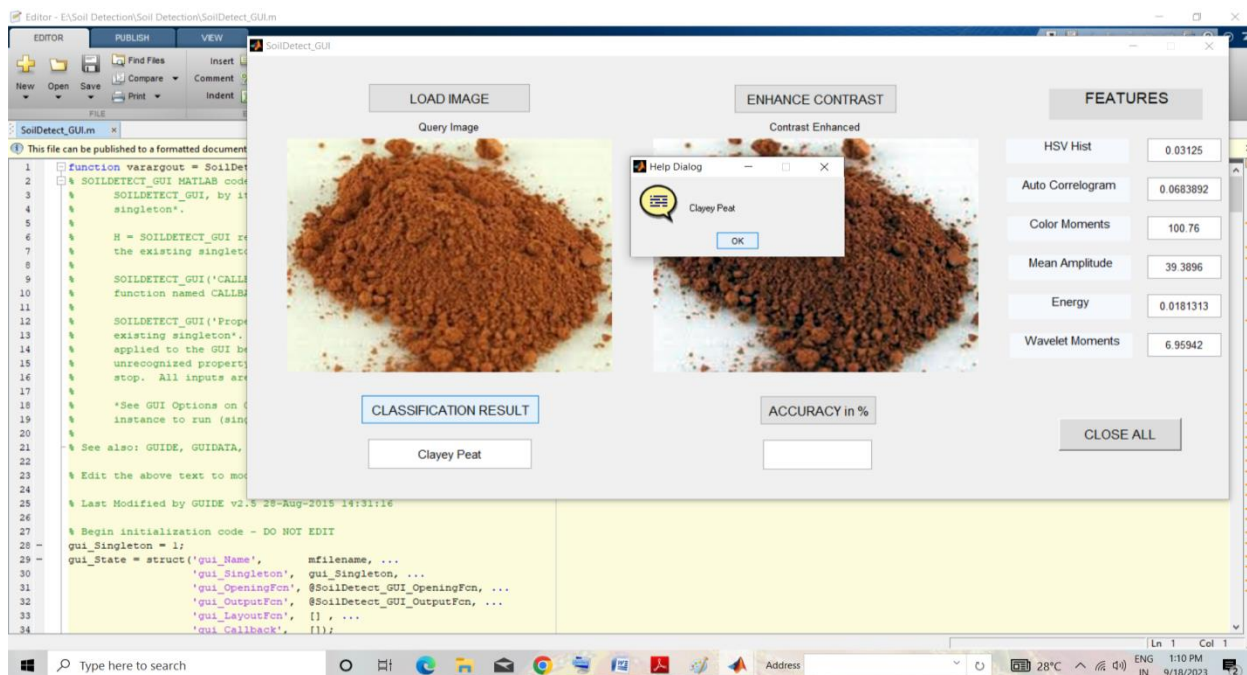 Editor - E:\Soil Detection\Soil Detection\SoilDetect_GUI.m
EDITOR PUBLISH VIEW
New Open Save Find Files Compare Print Insert Comment Indent
FILE
SoilDetect_GUI.m ×
This file can be published to a formatted document
1 function varargout = SoilDet
2 % SOILDETECT_GUI MATLAB code
3 % SOILDETECT_GUI, by it
4 % singleton*.
5 %
6 % H = SOILDETECT_GUI re
7 % the existing singleto
8 %
9 % SOILDETECT_GUI('CALLB
10 % function named CALLBA
11 %
12 % SOILDETECT_GUI('Prope
13 % existing singleton*.
14 % applied to the GUI be
15 % unrecognized property
16 % stop. All inputs are
17 %
18 % *See GUI Options on G
19 % instance to run (sing
20 %
21 % See also: GUIDE, GUIDATA,
22
23 % Edit the above text to mod
24
25 % Last Modified by GUIDE v2.5 28-Aug-2015 14:31:16
26
27 % Begin initialization code - DO NOT EDIT
28 - gui_Singleton = 1;
29 - gui_State = struct('gui_Name', mfilename, ...
30 'gui_Singleton', gui_Singleton, ...
31 'gui_OpeningFcn', @SoilDetect_GUI_OpeningFcn, ...
32 'gui_OutputFcn', @SoilDetect_GUI_OutputFcn, ...
33 'gui_LayoutFcn', [] , ...
34 'gui_Callback', []);
SoilDetect_GUI
LOAD IMAGE
Query Image
ENHANCE CONTRAST
Contrast Enhanced
Help Dialog
Clayey Peat
OK
FEATURES
HSV Hist 0.03125
Auto Correlogram 0.0683892
Color Moments 100.76
Mean Amplitude 39.3896
Energy 0.0181313
Wavelet Moments 6.95942
CLASSIFICATION RESULT
Clayey Peat
ACCURACY in %
CLOSE ALL
Ln 1 Col 1
Type here to search
Address
28°C
ENG
IN
1:10 PM
9/18/2023